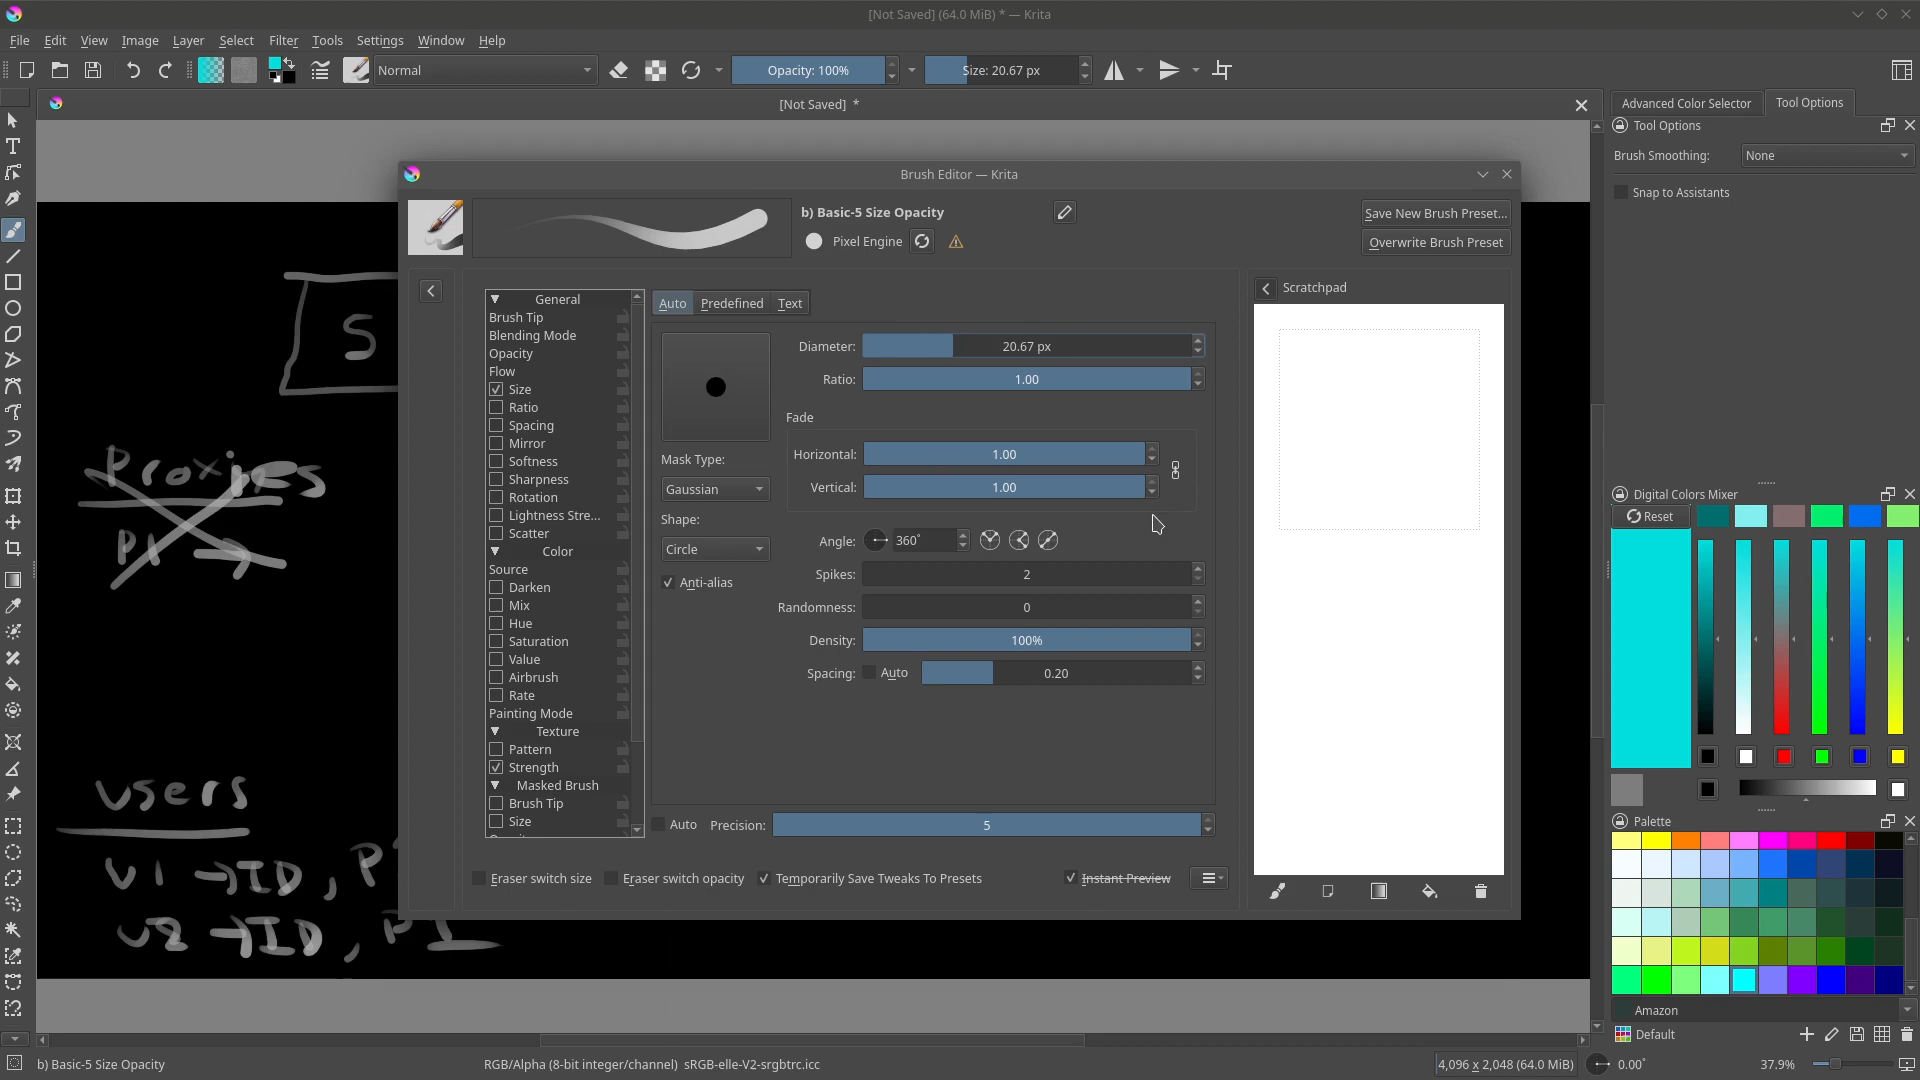 [Not Saved] (64.0 MiB) * — Krita
File Edit View Image Layer Select Filter Tools Settings Window Help
Normal Opacity: 100% Size: 20.67 px
[Not Saved] *
Advanced Color Selector Tool Options
Tool Options
Brush Smoothing: None
Snap to Assistants
Brush Editor — Krita
b) Basic-5 Size Opacity
Pixel Engine
Save New Brush Preset...
Overwrite Brush Preset
General
Brush Tip
Blending Mode
Opacity
Flow
Size
Ratio
Spacing
Mirror
Softness
Sharpness
Rotation
Lightness Stre...
Scatter
Color
Source
Darken
Mix
Hue
Saturation
Value
Airbrush
Rate
Painting Mode
Texture
Pattern
Strength
Masked Brush
Brush Tip
Size
Auto Predefined Text
Mask Type:
Gaussian
Shape:
Circle
Anti-alias
Diameter: 20.67 px
Ratio: 1.00
Fade
Horizontal: 1.00
Vertical: 1.00
Angle: 360°
Spikes: 2
Randomness: 0
Density: 100%
Spacing: Auto 0.20
Auto Precision: 5
Eraser switch size Eraser switch opacity Temporarily Save Tweaks To Presets Instant Preview
Scratchpad
S
Proxies
P1 →
users
U1 → ID, P
U2 → ID, PI
Digital Colors Mixer
Reset
Palette
Amazon
Default
b) Basic-5 Size Opacity
RGB/Alpha (8-bit integer/channel) sRGB-elle-V2-srgbtrc.icc
4,096 x 2,048 (64.0 MiB)
0.00°
37.9%